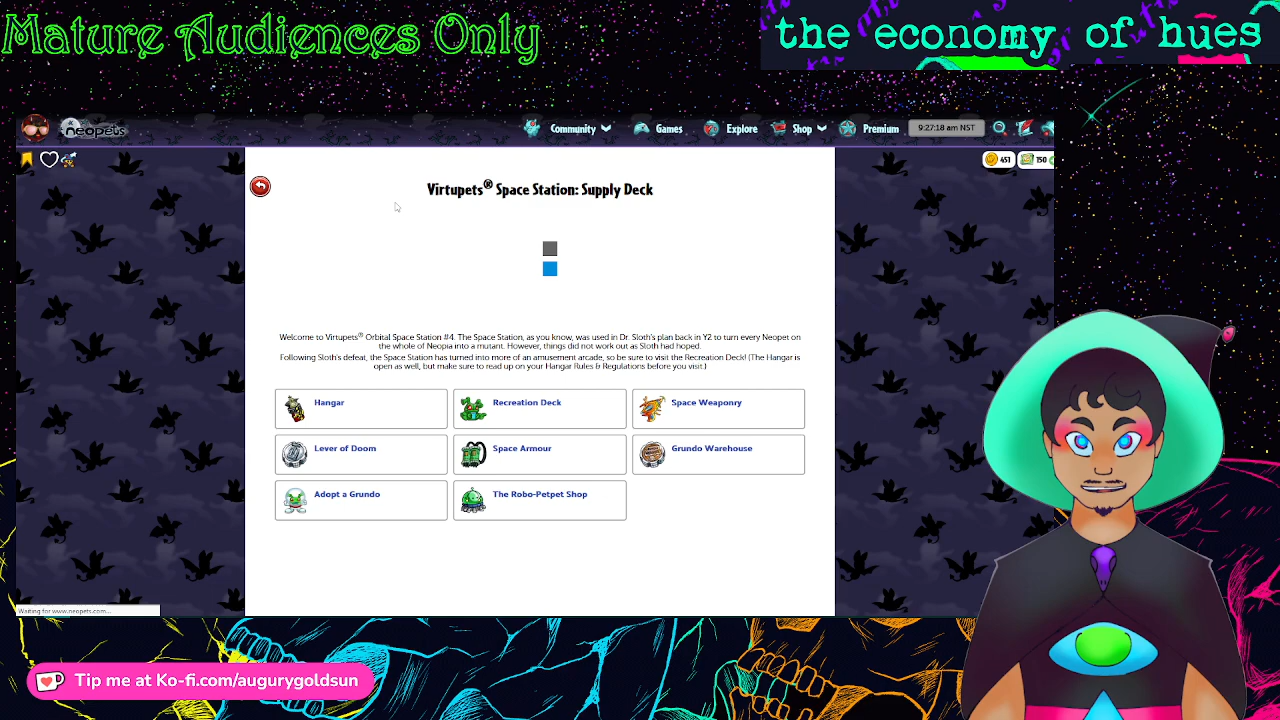 Mature Audiences Only
the economy of hues
neopets
Community
Games
Explore
Shop
Premium
9:27:18 am NST
451
150
Virtupets® Space Station: Supply Deck
Welcome to Virtupets® Orbital Space Station #4. The Space Station, as you know, was used in Dr. Sloth's plan back in Y2 to turn every Neopet on
the whole of Neopia into a mutant. However, things did not work out as Sloth had hoped.
Following Sloth's defeat, the Space Station has turned into more of an amusement arcade, so be sure to visit the Recreation Deck! (The Hangar is
open as well, but make sure to read up on your Hangar Rules & Regulations before you visit.)
Hangar
Recreation Deck
Space Weaponry
Lever of Doom
Space Armour
Grundo Warehouse
Adopt a Grundo
The Robo-Petpet Shop
Waiting for www.neopets.com...
Tip me at Ko-fi.com/augurygoldsun